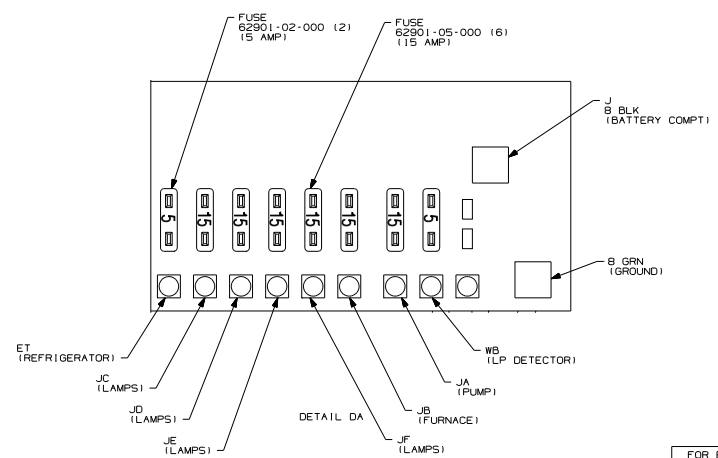 FUSE
62901-02-000 (2)
(5 AMP)
FUSE
62901-05-000 (6)
(15 AMP)
J
8 BLK
(BATTERY COMPT)
5
15
15
15
15
15
15
5
8 GRN
(GROUND)
ET
(REFRIGERATOR)
WB
(LP DETECTOR)
JC
(LAMPS)
JA
(PUMP)
JD
(LAMPS)
DETAIL DA
JB
(FURNACE)
JE
(LAMPS)
JF
(LAMPS)
FOR